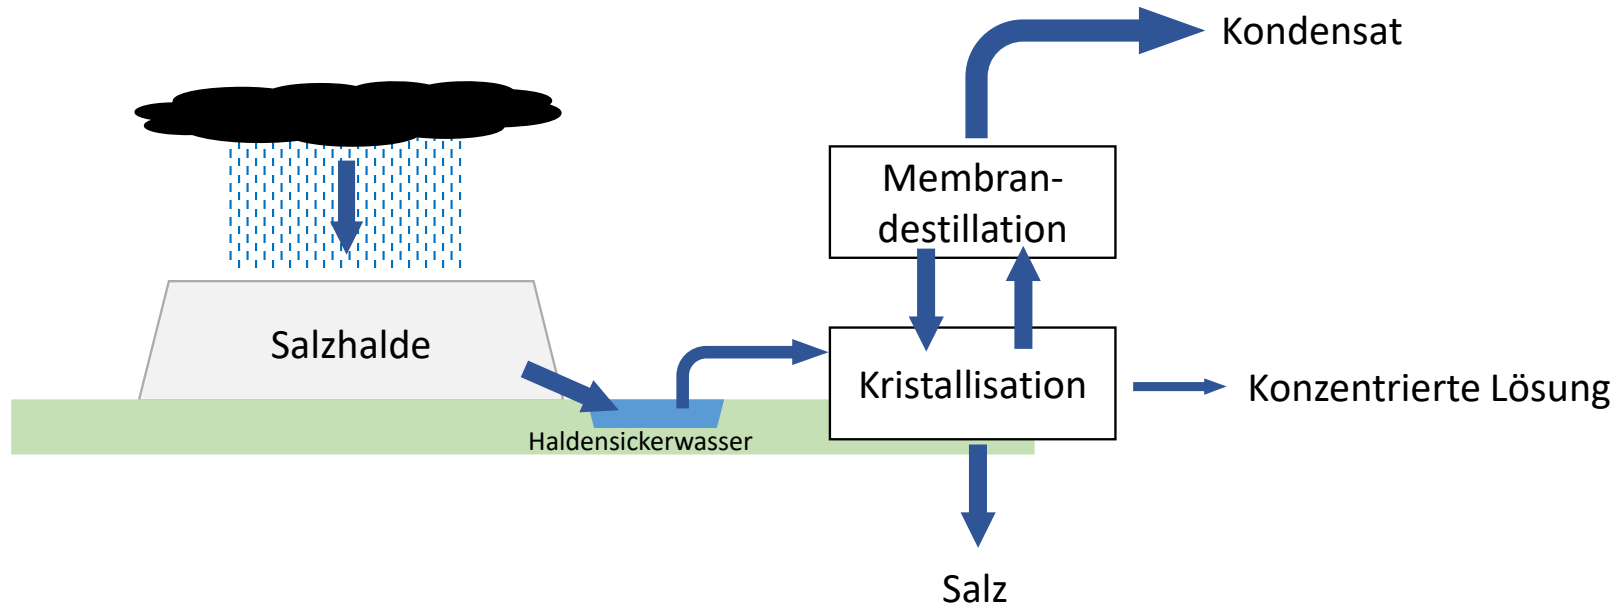 Kondensat
Membran-
destillation
Salzhalde
Kristallisation
Konzentrierte Lösung
Haldensickerwasser
Salz